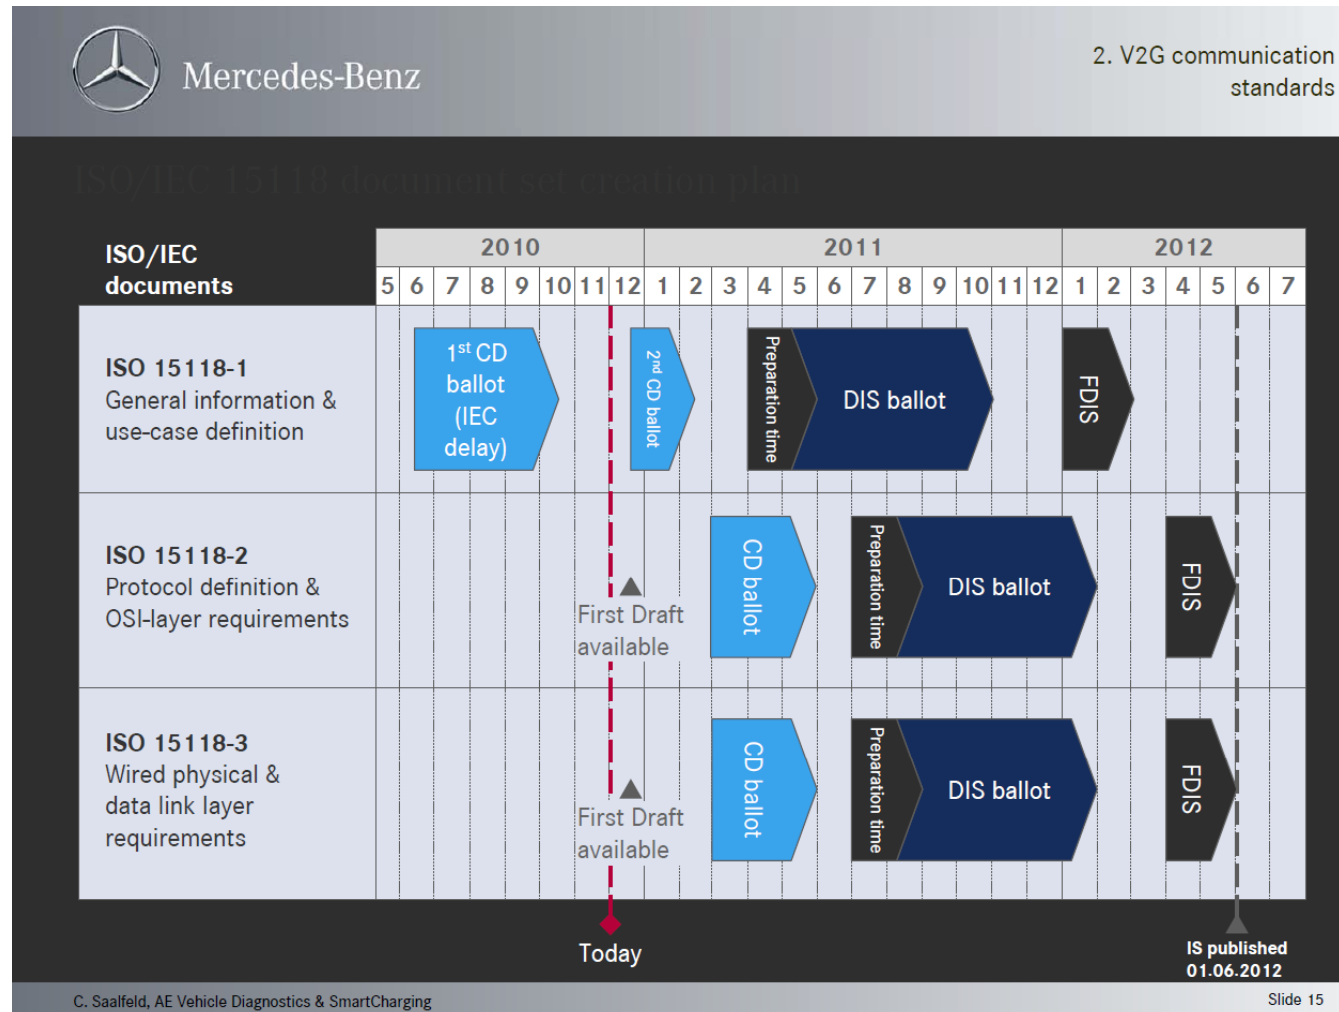 Mercedes-Benz
2. V2G communication
standards
ISO/IEC 15118 document set creation plan
ISO/IEC
documents
2010 2011 2012
5 6 7 8 9 10 11 12 1 2 3 4 5 6 7 8 9 10 11 12 1 2 3 4 5 6 7
ISO 15118-1
General information &
use-case definition
1st CD
ballot
(IEC
delay)
2nd CD ballot
Preparation time
DIS ballot
FDIS
ISO 15118-2
Protocol definition &
OSI-layer requirements
First Draft
available
CD ballot
Preparation time
DIS ballot
FDIS
ISO 15118-3
Wired physical &
data link layer
requirements
First Draft
available
CD ballot
Preparation time
DIS ballot
FDIS
Today
IS published
01.06.2012
C. Saalfeld, AE Vehicle Diagnostics & SmartCharging
Slide 15